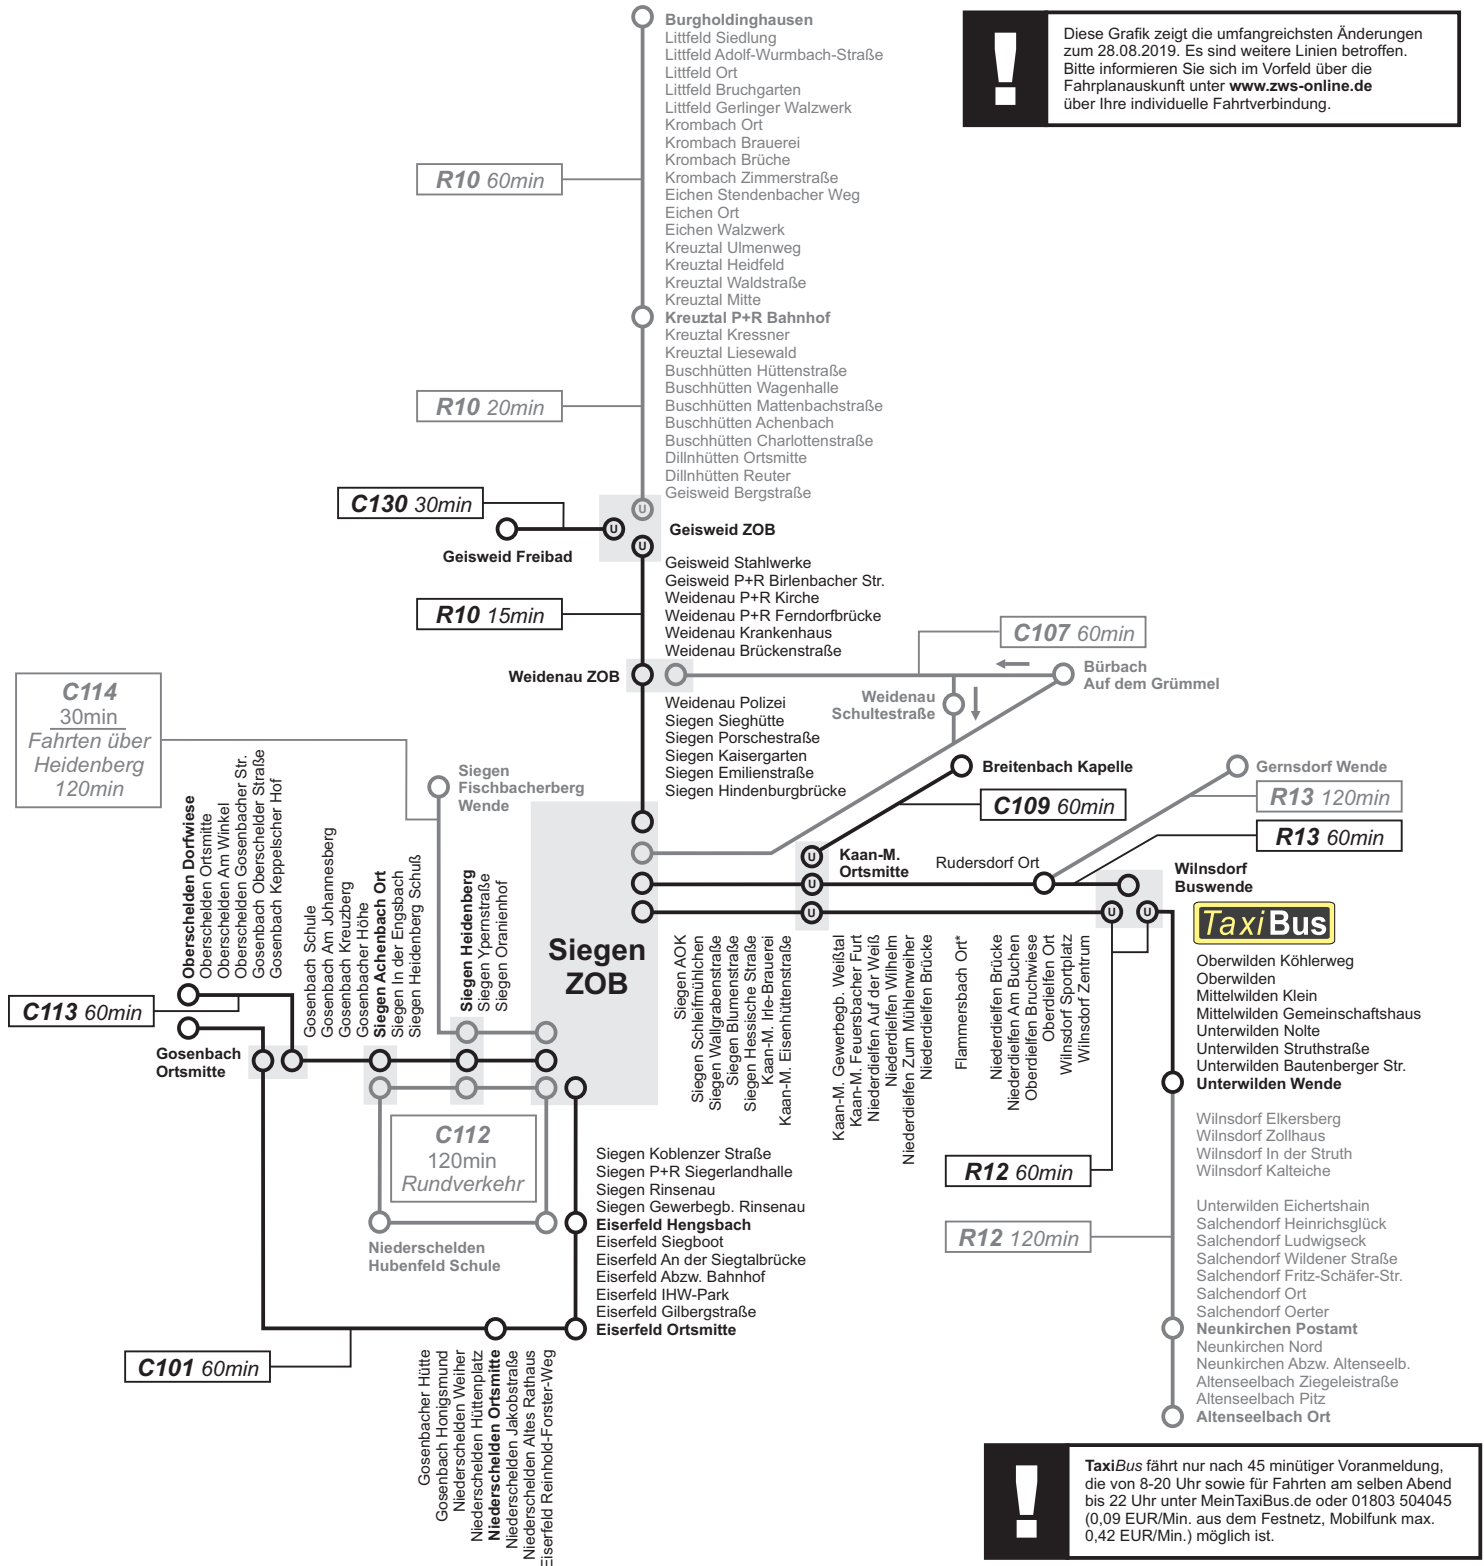 Burgholdinghausen
Littfeld Siedlung
Littfeld Adolf-Wurmbach-Straße
Littfeld Ort
Littfeld Bruchgarten
Littfeld Gerlinger Walzwerk
Krombach Ort
Krombach Brauerei
Krombach Brüche
Krombach Zimmerstraße
Eichen Stendenbacher Weg
Eichen Ort
Eichen Walzwerk
Kreuztal Ulmenweg
Kreuztal Heidfeld
Kreuztal Waldstraße
Kreuztal Mitte
Kreuztal P+R Bahnhof
Kreuztal Kressner
Kreuztal Liesewald
Buschhütten Hüttenstraße
Buschhütten Wagenhalle
Buschhütten Mattenbachstraße
Buschhütten Achenbach
Buschhütten Charlottenstraße
Dillnhütten Ortsmitte
Dillnhütten Reuter
Geisweid Bergstraße
!
Diese Grafik zeigt die umfangreichsten Änderungen
zum 28.08.2019. Es sind weitere Linien betroffen.
Bitte informieren Sie sich im Vorfeld über die
Fahrplanauskunft unter www.zws-online.de
über Ihre individuelle Fahrtverbindung.
R10 60min
R10 20min
C130 30min
U
U
U
Geisweid ZOB
Geisweid Freibad
Geisweid Stahlwerke
Geisweid P+R Birlenbacher Str.
Weidenau P+R Kirche
Weidenau P+R Ferndorfbrücke
Weidenau Krankenhaus
Weidenau Brückenstraße
R10 15min
C107 60min
Weidenau ZOB
Bürbach
Auf dem Grümmel
Weidenau
Schultestraße
Weidenau Polizei
Siegen Sieghütte
Siegen Porschestraße
Siegen Kaisergarten
Siegen Emilienstraße
Siegen Hindenburgbrücke
C114
30min
Fahrten über
Heidenberg
120min
Siegen
Fischbacherberg
Wende
Breitenbach Kapelle
Gernsdorf Wende
C109 60min
R13 120min
R13 60min
U
U
U
Kaan-M.
Ortsmitte
Rudersdorf Ort
Wilnsdorf
Buswende
U
U
TaxiBus
Oberschelden Dorfwiese
Oberschelden Ortsmitte
Oberschelden Am Winkel
Oberschelden Gosenbacher Str.
Gosenbach Oberschelder Straße
Gosenbach Keppelscher Hof
Gosenbach Schule
Gosenbach Am Johannesberg
Gosenbach Kreuzberg
Gosenbacher Höhe
Siegen Achenbach Ort
Siegen In der Engsbach
Siegen Heidenberg Schuß
Siegen Heidenberg
Siegen Ypernstraße
Siegen Oranienhof
Siegen
ZOB
C113 60min
Gosenbach
Ortsmitte
Siegen AOK
Siegen Schleifmühlchen
Siegen Wallgrabenstraße
Siegen Blumenstraße
Siegen Hessische Straße
Kaan-M. Irle-Brauerei
Kaan-M. Eisenhüttenstraße
Kaan-M. Gewerbegb. Weißtal
Kaan-M. Feuersbacher Furt
Niederdielfen Auf der Weiß
Niederdielfen Wilhelm
Niederdielfen Zum Mühlenweiher
Niederdielfen Brücke
Flammersbach Ort*
Niederdielfen Brücke
Niederdielfen Am Buchen
Oberdielfen Bruchwiese
Oberdielfen Ort
Wilnsdorf Sportplatz
Wilnsdorf Zentrum
Oberwilden Köhlerweg
Oberwilden
Mittelwilden Klein
Mittelwilden Gemeinschaftshaus
Unterwilden Nolte
Unterwilden Struthstraße
Unterwilden Bautenberger Str.
Unterwilden Wende
Wilnsdorf Elkersberg
Wilnsdorf Zollhaus
Wilnsdorf In der Struth
Wilnsdorf Kalteiche
R12 60min
C112
120min
Rundverkehr
Niederschelden
Hubenfeld Schule
Siegen Koblenzer Straße
Siegen P+R Siegerlandhalle
Siegen Rinsenau
Siegen Gewerbegb. Rinsenau
Eiserfeld Hengsbach
Eiserfeld Siegboot
Eiserfeld An der Siegtalbrücke
Eiserfeld Abzw. Bahnhof
Eiserfeld IHW-Park
Eiserfeld Gilbergstraße
Eiserfeld Ortsmitte
R12 120min
Unterwilden Eichertshain
Salchendorf Heinrichsglück
Salchendorf Ludwigseck
Salchendorf Wildener Straße
Salchendorf Fritz-Schäfer-Str.
Salchendorf Ort
Salchendorf Oerter
Neunkirchen Postamt
Neunkirchen Nord
Neunkirchen Abzw. Altenseelb.
Altenseelbach Ziegeleistraße
Altenseelbach Pitz
Altenseelbach Ort
C101 60min
Gosenbacher Hütte
Gosenbach Honigsmund
Niederschelden Weiher
Niederschelden Hüttenplatz
Niederschelden Ortsmitte
Niederschelden Jakobstraße
Niederschelden Altes Rathaus
Eiserfeld Reinhold-Forster-Weg
!
TaxiBus fährt nur nach 45 minütiger Voranmeldung,
die von 8-20 Uhr sowie für Fahrten am selben Abend
bis 22 Uhr unter MeinTaxiBus.de oder 01803 504045
(0,09 EUR/Min. aus dem Festnetz, Mobilfunk max.
0,42 EUR/Min.) möglich ist.